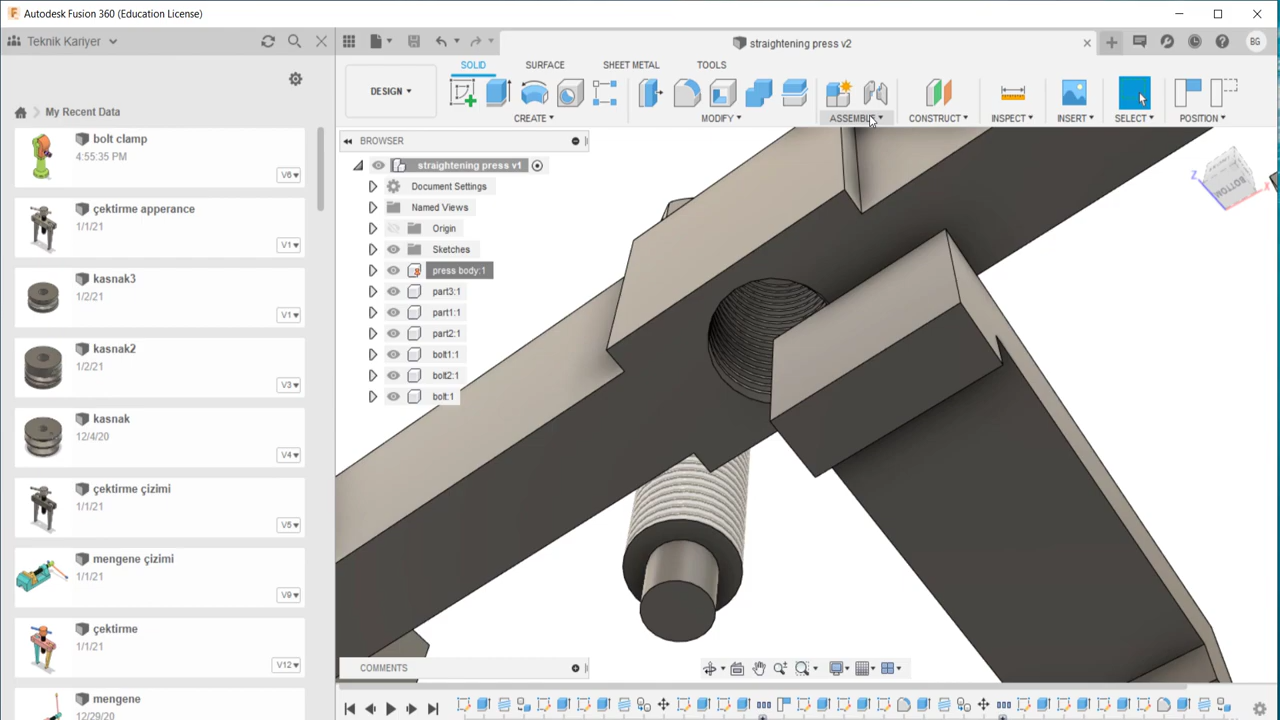 Autodesk Fusion 360 (Education License)
Teknik Kariyer
straightening press v2
BG
SOLID
SURFACE
SHEET METAL
TOOLS
DESIGN
CREATE
MODIFY
ASSEMBLE
CONSTRUCT
INSPECT
INSERT
SELECT
POSITION
My Recent Data
BROWSER
straightening press v1
Document Settings
Named Views
Origin
Sketches
press body:1
part3:1
part1:1
part2:1
bolt1:1
bolt2:1
bolt:1
bolt clamp
4:55:35 PM
V6
çektirme apperance
1/1/21
V1
kasnak3
1/2/21
V1
kasnak2
1/2/21
V3
kasnak
12/4/20
V4
çektirme çizimi
1/1/21
V5
mengene çizimi
1/1/21
V9
çektirme
1/1/21
V12
mengene
12/29/20
Z
X
BOTTOM
COMMENTS